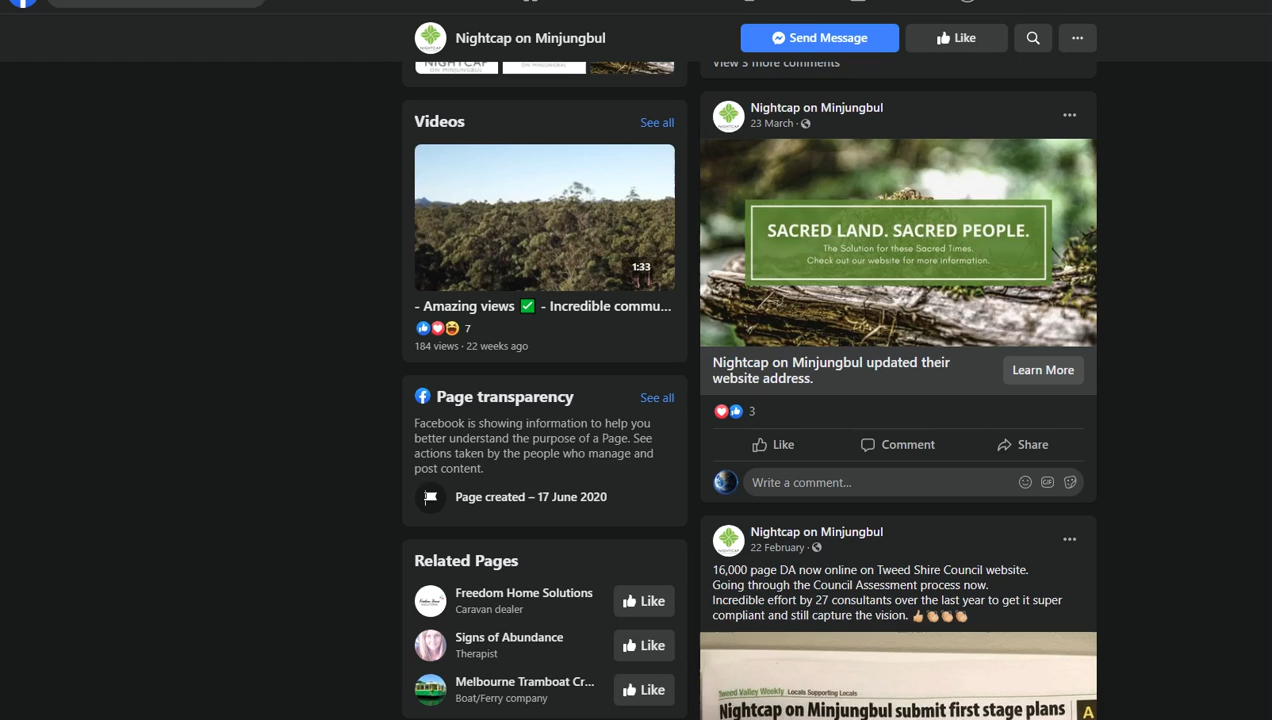 Nightcap on Minjungbul
Send Message
Like
NIGHTCAP
ON MINJUNGBUL
View 3 more comments
Videos
See all
1:33
- Amazing views ✅ - Incredible commu...
7
184 views · 22 weeks ago
Page transparency
See all
Facebook is showing information to help you
better understand the purpose of a Page. See
actions taken by the people who manage and
post content.
Page created – 17 June 2020
Related Pages
Freedom Home Solutions
Caravan dealer
Like
Signs of Abundance
Therapist
Like
Melbourne Tramboat Cr...
Boat/Ferry company
Like
Nightcap on Minjungbul
23 March ·
SACRED LAND. SACRED PEOPLE.
The Solution for these Sacred Times.
Check out our website for more information.
Nightcap on Minjungbul updated their
website address.
Learn More
3
Like
Comment
Share
Write a comment...
GIF
Nightcap on Minjungbul
22 February ·
16,000 page DA now online on Tweed Shire Council website.
Going through the Council Assessment process now.
Incredible effort by 27 consultants over the last year to get it super
compliant and still capture the vision. 👍🏼👏🏼👏🏼👏🏼
Tweed Valley Weekly Locals Supporting Locals
Nightcap on Minjungbul submit first stage plans
A